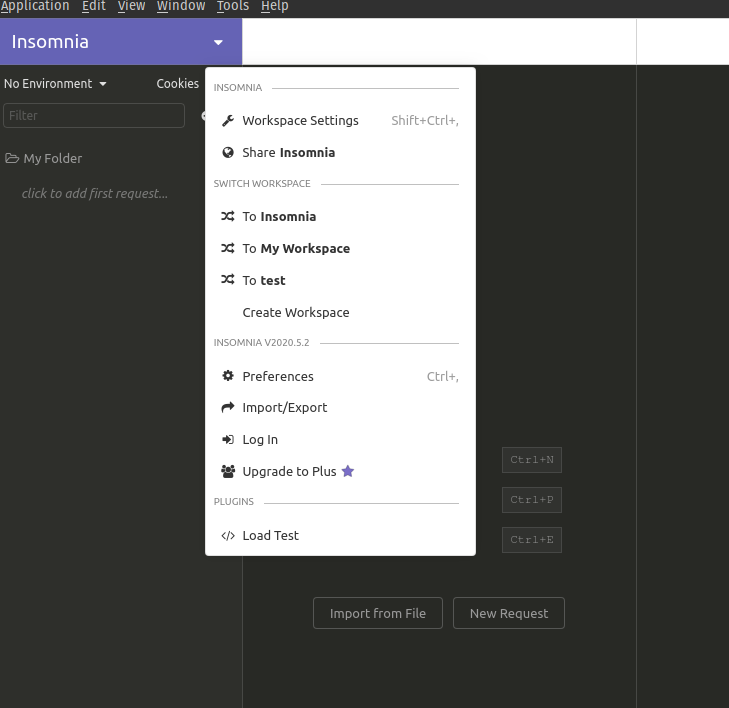 Application Edit View Window Tools Help
Insomnia
No Environment Cookies
Filter
My Folder
click to add first request...
INSOMNIA
Workspace Settings Shift+Ctrl+,
Share Insomnia
SWITCH WORKSPACE
To Insomnia
To My Workspace
To test
Create Workspace
INSOMNIA V2020.5.2
Preferences Ctrl+,
Import/Export
Log In
Upgrade to Plus
PLUGINS
Load Test
Ctrl+N
Ctrl+P
Ctrl+E
Import from File New Request